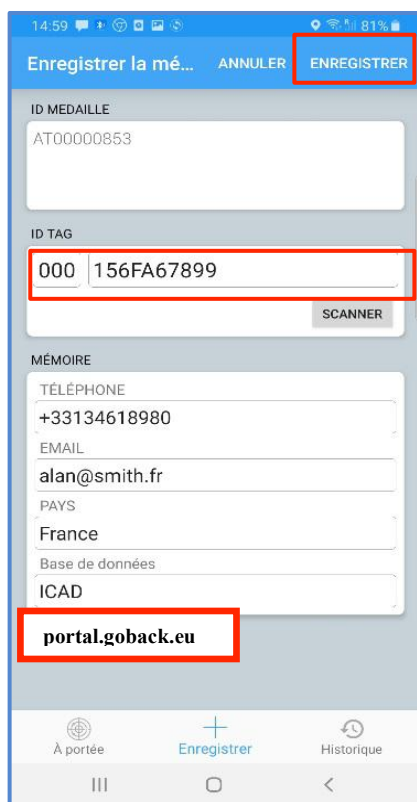 14:59 81%
Enregistrer la mé... ANNULER ENREGISTRER
ID MEDAILLE
AT00000853
ID TAG
000 156FA67899
SCANNER
MÉMOIRE
TÉLÉPHONE
+33134618980
EMAIL
alan@smith.fr
PAYS
France
Base de données
ICAD
portal.goback.eu
À portée Enregistrer Historique